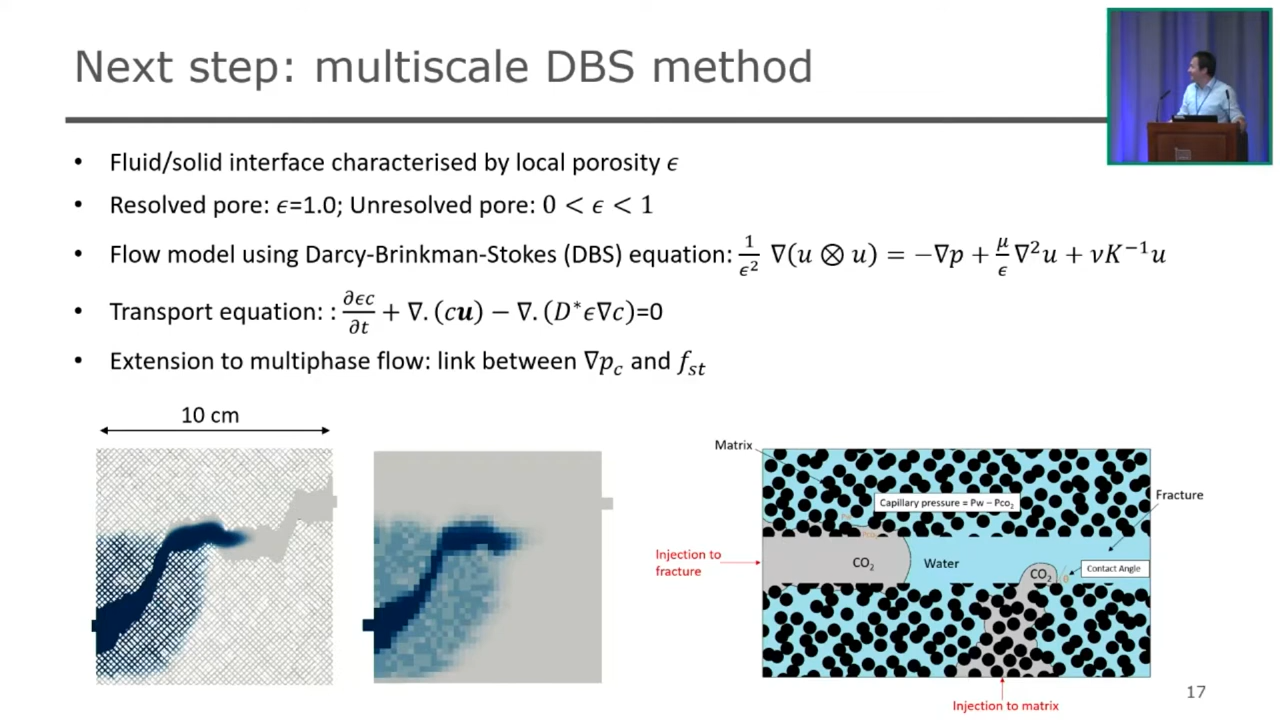 Next step: multiscale DBS method
• Fluid/solid interface characterised by local porosity ϵ
• Resolved pore: ϵ=1.0; Unresolved pore: 0 < ϵ < 1
• Flow model using Darcy-Brinkman-Stokes (DBS) equation: 1/ϵ² ∇(u ⊗ u) = −∇p + μ/ϵ ∇²u + νK⁻¹u
• Transport equation: : ∂ϵc/∂t + ∇. (cu) − ∇. (D*ϵ∇c)=0
• Extension to multiphase flow: link between ∇p_c and f_st
10 cm
Matrix
Capillary pressure = Pw – Pco₂
Fracture
Injection to
fracture
CO₂
Water
CO₂
θ
Contact Angle
Injection to matrix
17